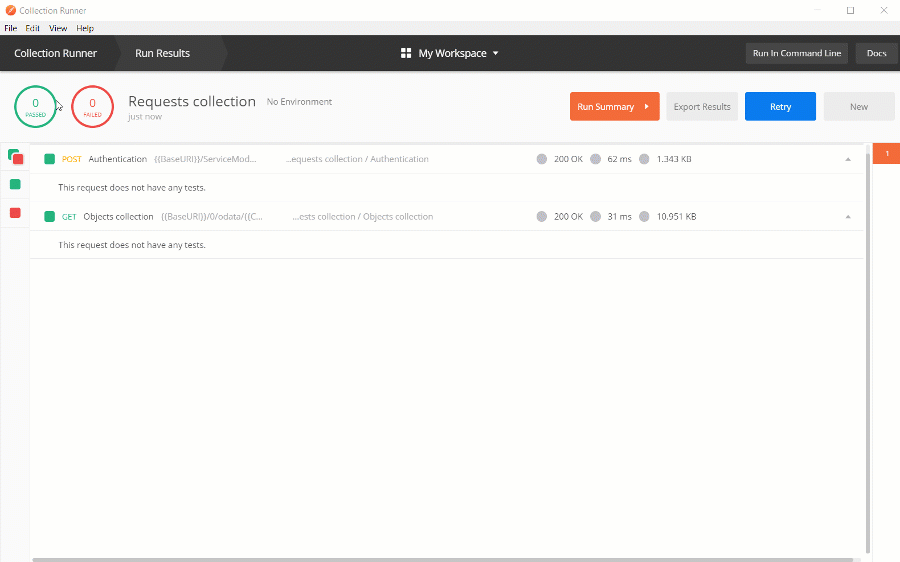 Collection Runner
File Edit View Help
Collection Runner Run Results My Workspace Run In Command Line Docs
0 PASSED 0 FAILED Requests collection No Environment
just now
Run Summary Export Results Retry New
POST Authentication {{BaseURI}}/ServiceMod... ...equests collection / Authentication 200 OK 62 ms 1.343 KB
1
This request does not have any tests.
GET Objects collection {{BaseURI}}/0/odata/{{C... ...ests collection / Objects collection 200 OK 31 ms 10.951 KB
This request does not have any tests.